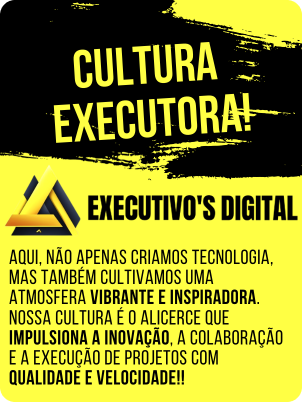 CULTURA
EXECUTORA!
EXECUTIVO'S DIGITAL
AQUI, NÃO APENAS CRIAMOS TECNOLOGIA,
MAS TAMBÉM CULTIVAMOS UMA
ATMOSFERA VIBRANTE E INSPIRADORA.
NOSSA CULTURA É O ALICERCE QUE
IMPULSIONA A INOVAÇÃO, A COLABORAÇÃO
E A EXECUÇÃO DE PROJETOS COM
QUALIDADE E VELOCIDADE!!